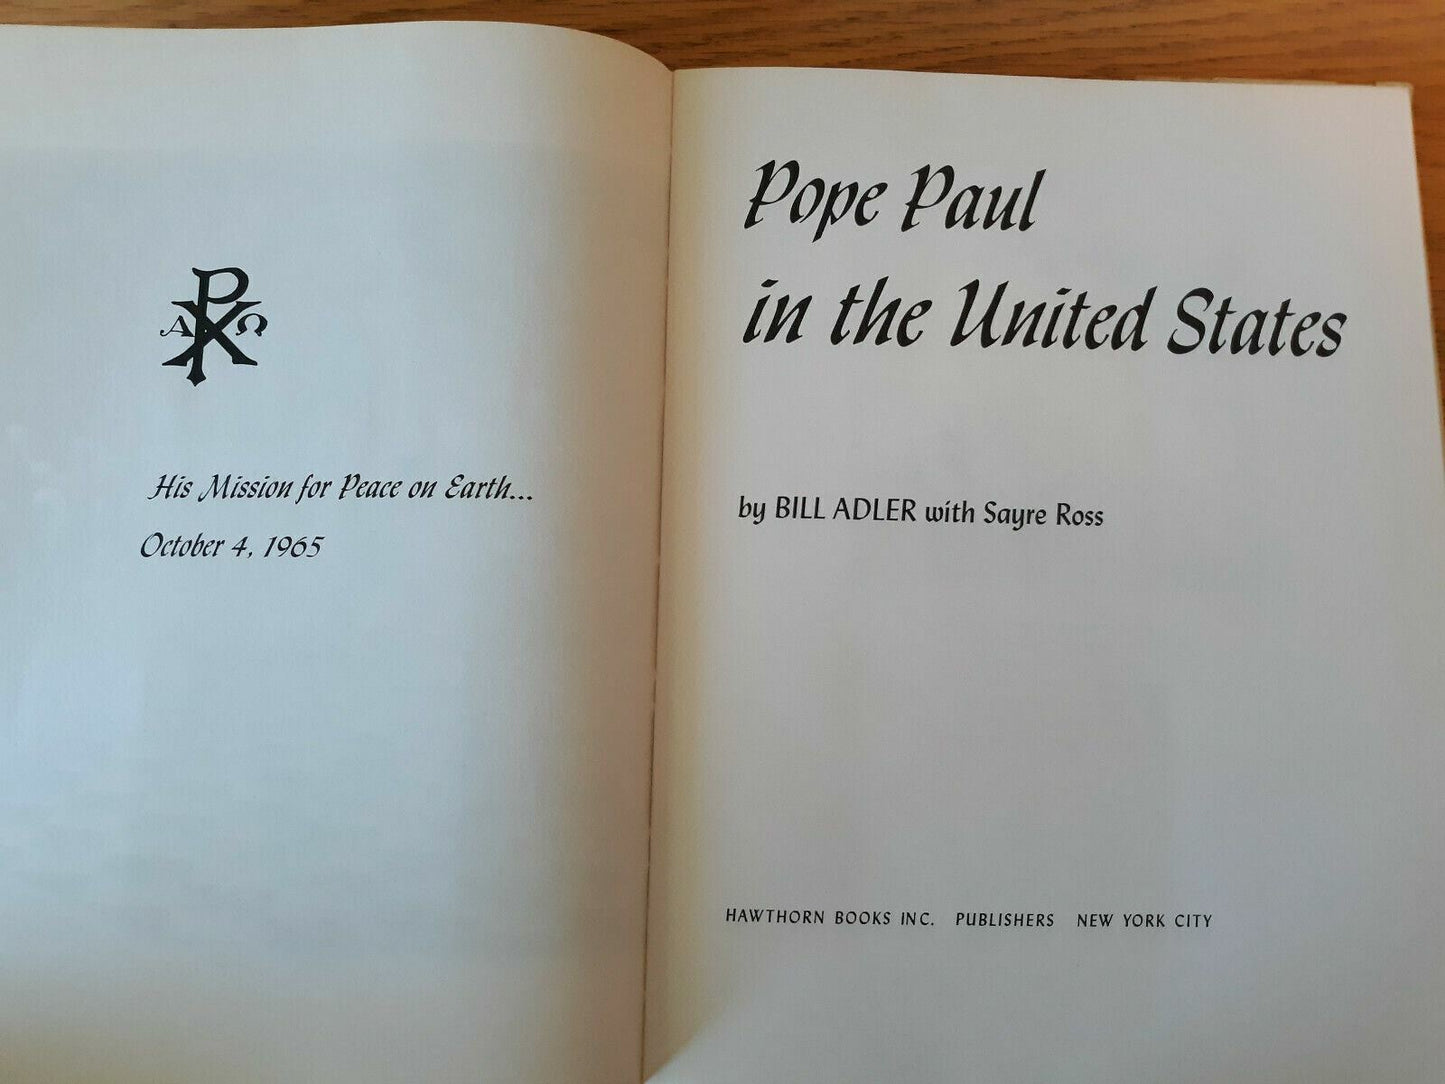 Α Ω
His Mission for Peace on Earth...
October 4, 1965
Pope Paul
in the United States
by BILL ADLER with Sayre Ross
HAWTHORN BOOKS INC. PUBLISHERS NEW YORK CITY